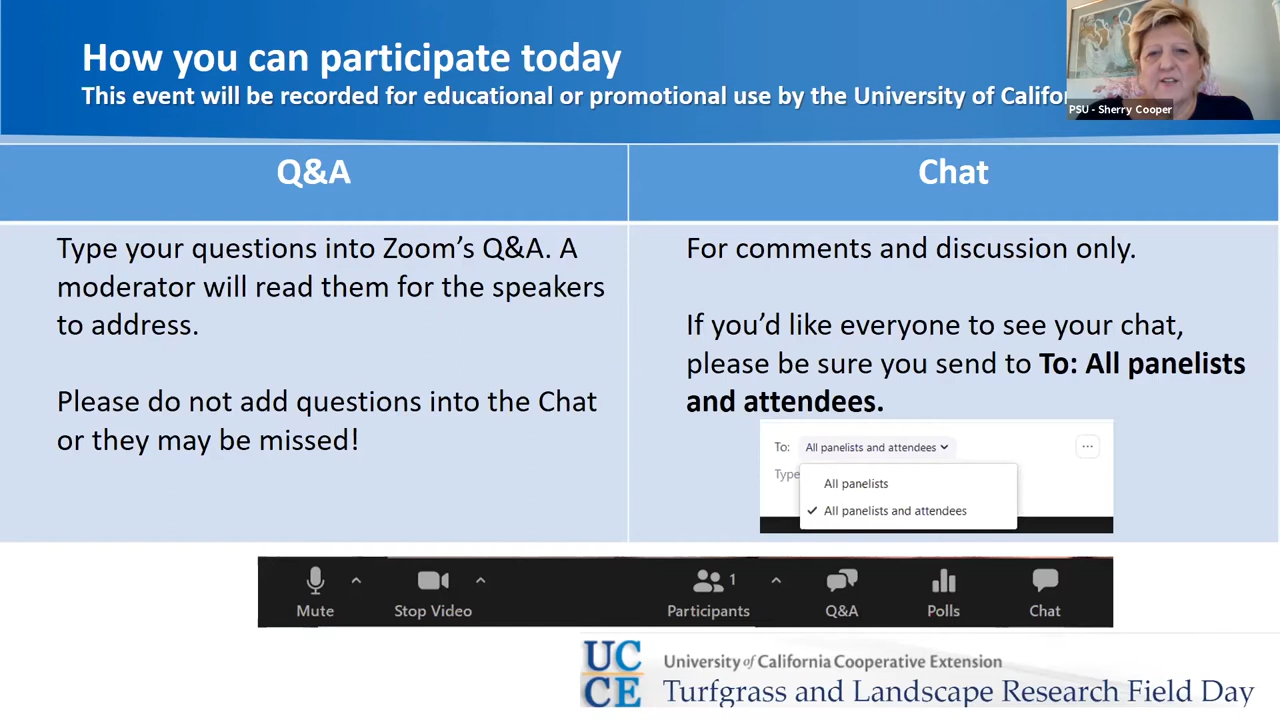 How you can participate today
This event will be recorded for educational or promotional use by the University of Califor
PSU - Sherry Cooper
Q&A
Chat
Type your questions into Zoom’s Q&A. A
moderator will read them for the speakers
to address.
Please do not add questions into the Chat
or they may be missed!
For comments and discussion only.
If you’d like everyone to see your chat,
please be sure you send to To: All panelists
and attendees.
To: All panelists and attendees
Type
All panelists
All panelists and attendees
Mute
Stop Video
Participants 1
Q&A
Polls
Chat
UC
CE
University of California Cooperative Extension
Turfgrass and Landscape Research Field Day